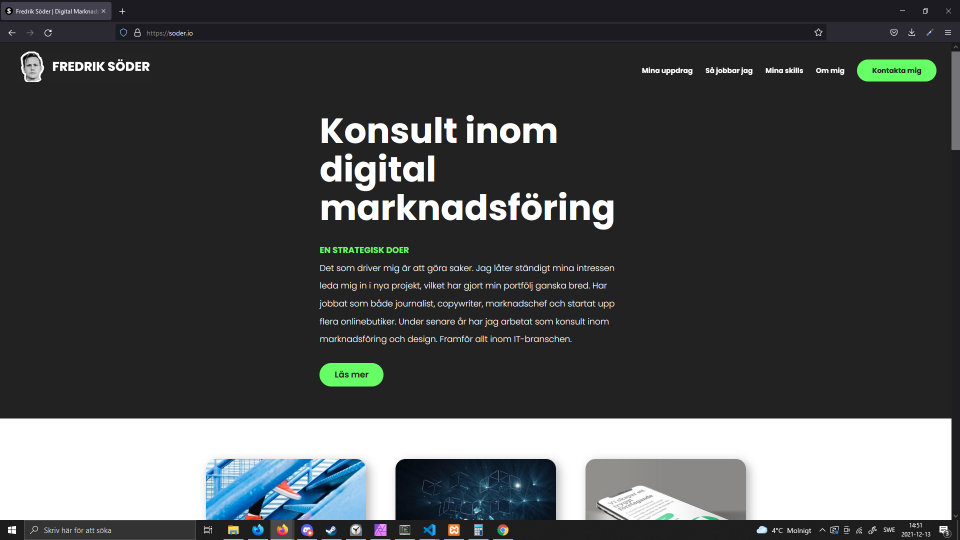 Fredrik Söder | Digital Marknads
https://soder.io
FREDRIK SÖDER
Mina uppdrag
Så jobbar jag
Mina skills
Om mig
Kontakta mig
Konsult inom
digital
marknadsföring
EN STRATEGISK DOER
Det som driver mig är att göra saker. Jag låter ständigt mina intressen
leda mig in i nya projekt, vilket har gjort min portfölj ganska bred. Har
jobbat som både journalist, copywriter, marknadschef och startat upp
flera onlinebutiker. Under senare år har jag arbetat som konsult inom
marknadsföring och design. Framför allt inom IT-branschen.
Läs mer
Skriv här för att söka
4°C Molnigt
SWE
14:51
2021-12-13